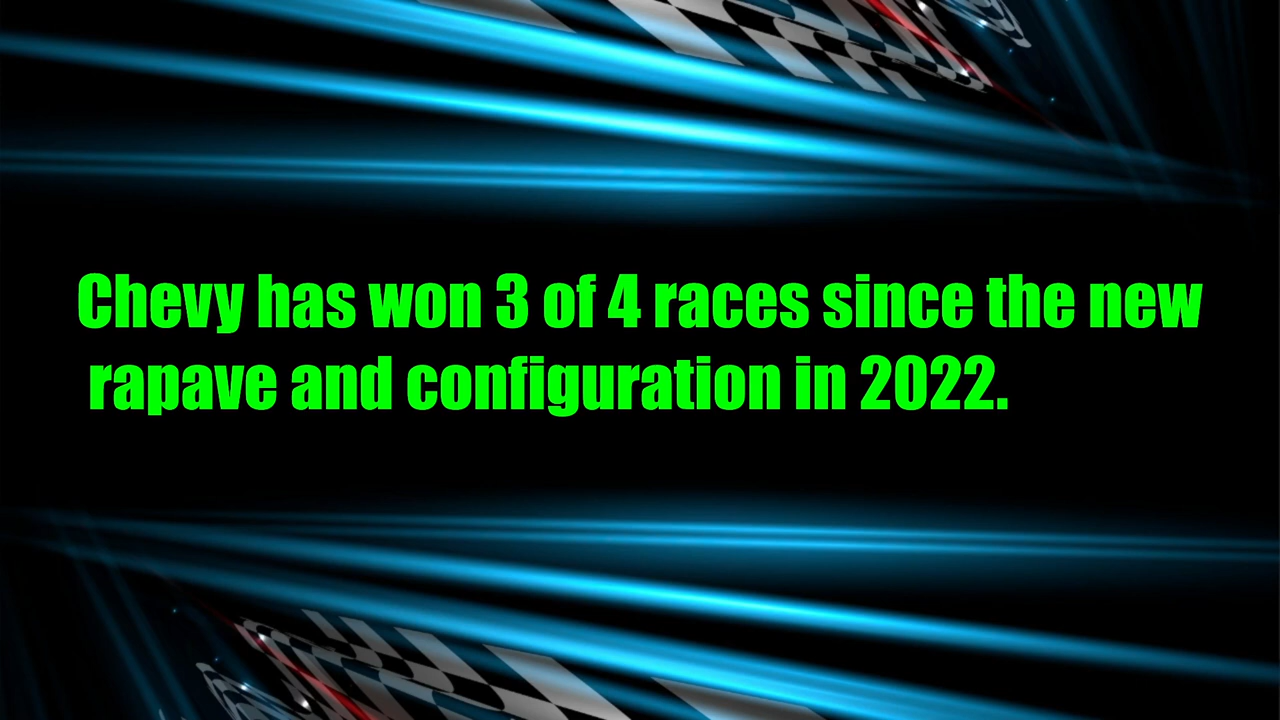 Chevy has won 3 of 4 races since the new
rapave and configuration in 2022.